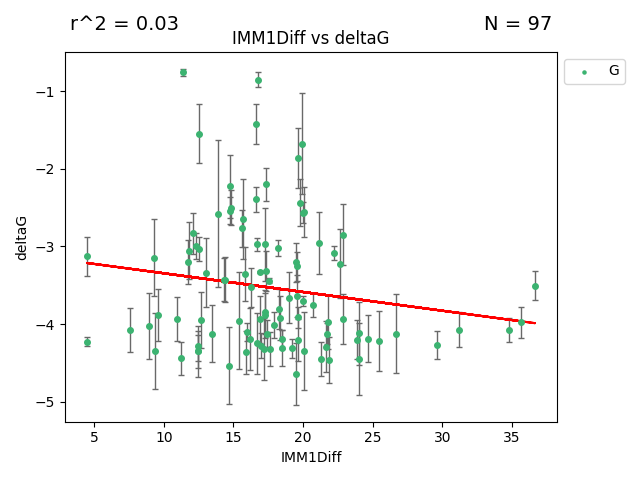 r^2 = 0.03
N = 97
IMM1Diff vs deltaG
G
−1
−2
−3
−4
−5
deltaG
5
10
15
20
25
30
35
IMM1Diff